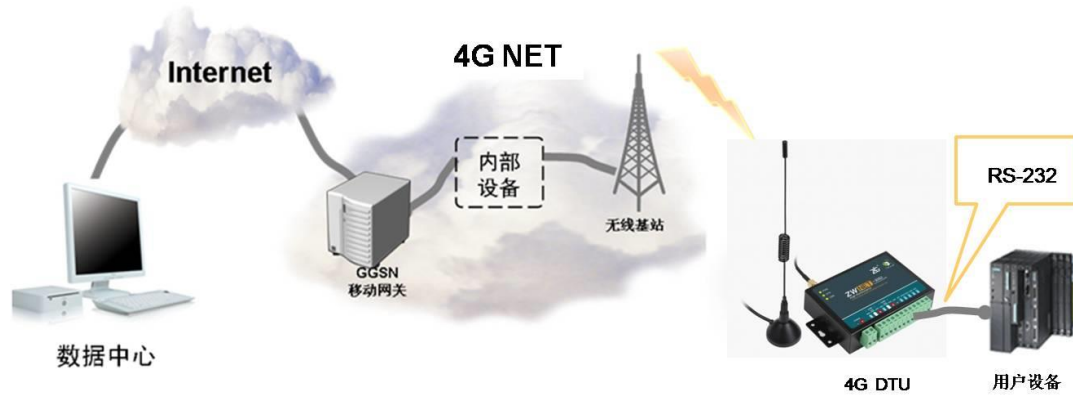 Internet
4G NET
内部
设备
无线基站
GGSN
移动网关
数据中心
RS-232
4G DTU
用户设备